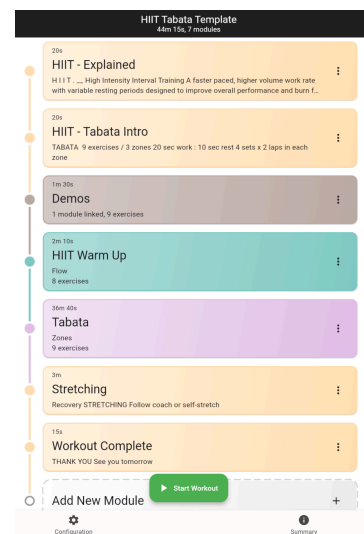 HIIT Tabata Template
44m 15s, 7 modules
20s
HIIT - Explained
H I I T . __ High Intensity Interval Training A faster paced, higher volume work rate
with variable resting periods designed to improve overall performance and burn f...
20s
HIIT - Tabata Intro
TABATA 9 exercises / 3 zones 20 sec work : 10 sec rest 4 sets x 2 laps in each
zone
1m 30s
Demos
1 module linked, 9 exercises
2m 10s
HIIT Warm Up
Flow
8 exercises
36m 40s
Tabata
Zones
9 exercises
3m
Stretching
Recovery STRETCHING Follow coach or self-stretch
15s
Workout Complete
THANK YOU See you tomorrow
Start Workout
Add New Module
Configuration
Summary